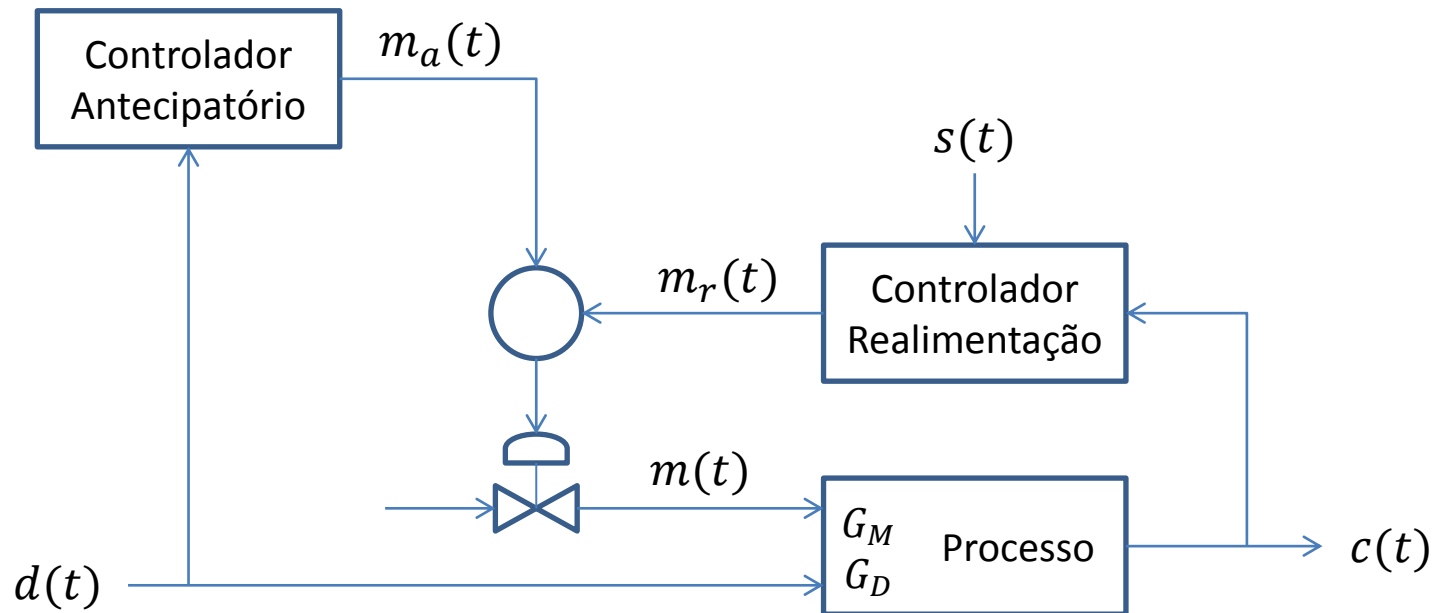 Controlador
Antecipatório
m_a(t)
s(t)
m_r(t)
Controlador
Realimentação
m(t)
G_M
G_D
Processo
c(t)
d(t)